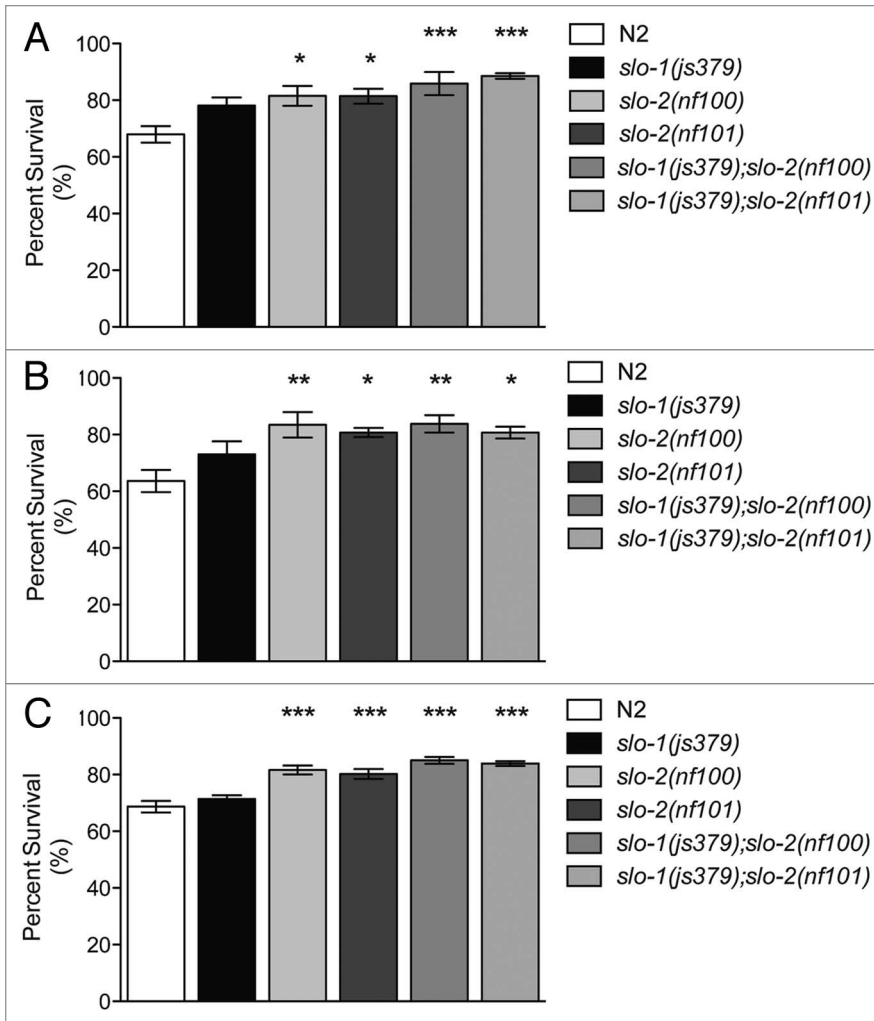 A
Percent Survival
(%)
100
80
60
40
20
0
* * *** ***
N2
slo-1(js379)
slo-2(nf100)
slo-2(nf101)
slo-1(js379);slo-2(nf100)
slo-1(js379);slo-2(nf101)
B
Percent Survival
(%)
100
80
60
40
20
0
** * ** *
N2
slo-1(js379)
slo-2(nf100)
slo-2(nf101)
slo-1(js379);slo-2(nf100)
slo-1(js379);slo-2(nf101)
C
Percent Survival
(%)
100
80
60
40
20
0
*** *** *** ***
N2
slo-1(js379)
slo-2(nf100)
slo-2(nf101)
slo-1(js379);slo-2(nf100)
slo-1(js379);slo-2(nf101)